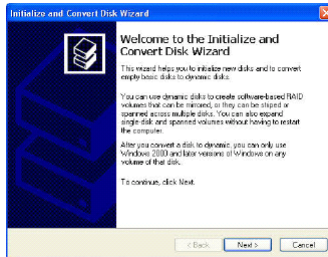 Initialize and Convert Disk Wizard
Welcome to the Initialize and
Convert Disk Wizard
This wizard helps you to initialize new disks and to convert
empty basic disks to dynamic disks.
You can use dynamic disks to create software-based RAID
volumes that can be mirrored, or they can be striped or
spanned across multiple disks. You can also expand
single disk and spanned volumes without having to restart
the computer.
After you convert a disk to dynamic, you can only use
Windows 2000 and later versions of Windows on any
volume of that disk.
To continue, click Next.
< Back
Next >
Cancel